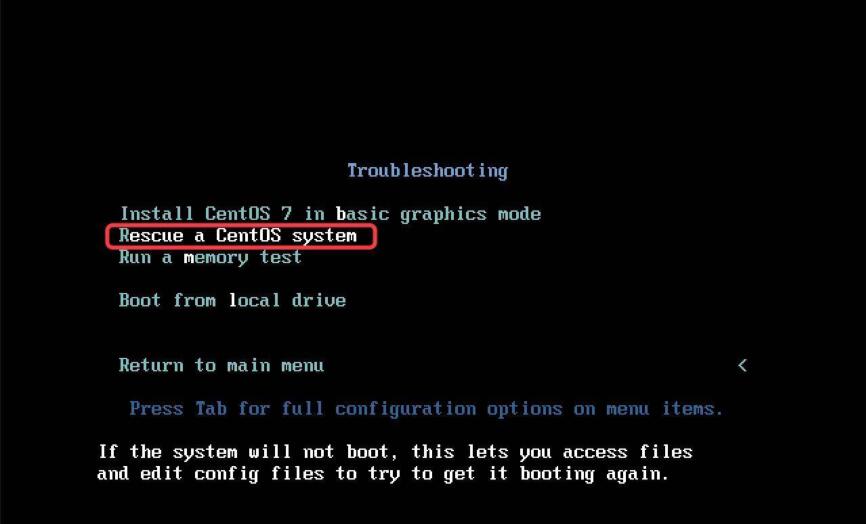 Troubleshooting
Install CentOS 7 in basic graphics mode
Rescue a CentOS system
Run a memory test
Boot from local drive
Return to main menu <
Press Tab for full configuration options on menu items.
If the system will not boot, this lets you access files
and edit config files to try to get it booting again.